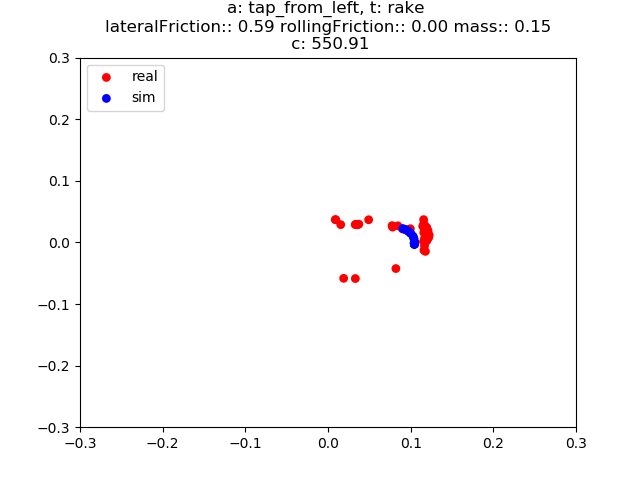 a: tap_from_left, t: rake
lateralFriction:: 0.59 rollingFriction:: 0.00 mass:: 0.15
c: 550.91
real
sim
0.3
0.2
0.1
0.0
−0.1
−0.2
−0.3
−0.3 −0.2 −0.1 0.0 0.1 0.2 0.3